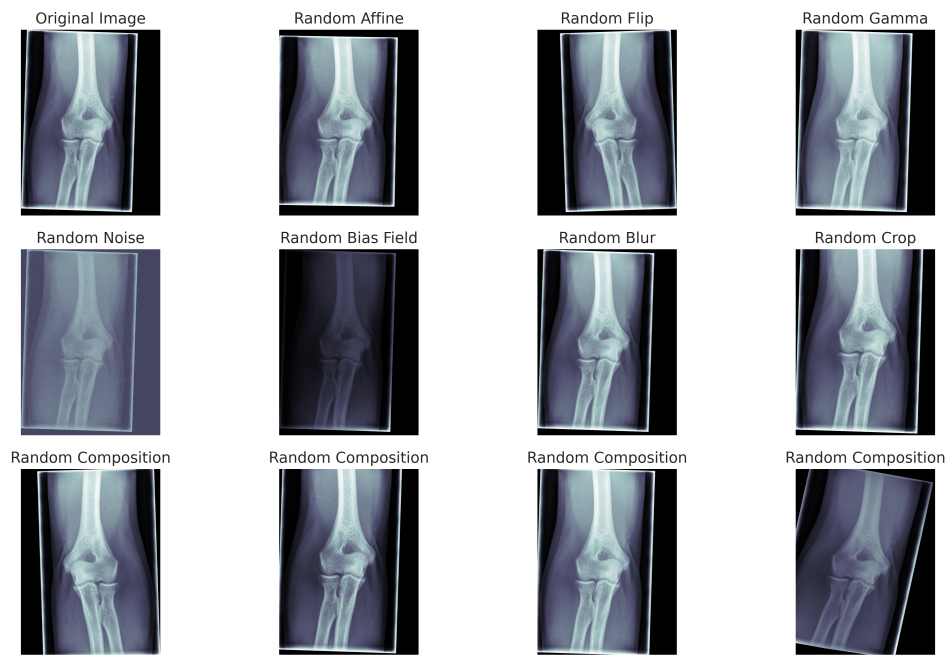 Original Image
Random Affine
Random Flip
Random Gamma
Random Noise
Random Bias Field
Random Blur
Random Crop
Random Composition
Random Composition
Random Composition
Random Composition